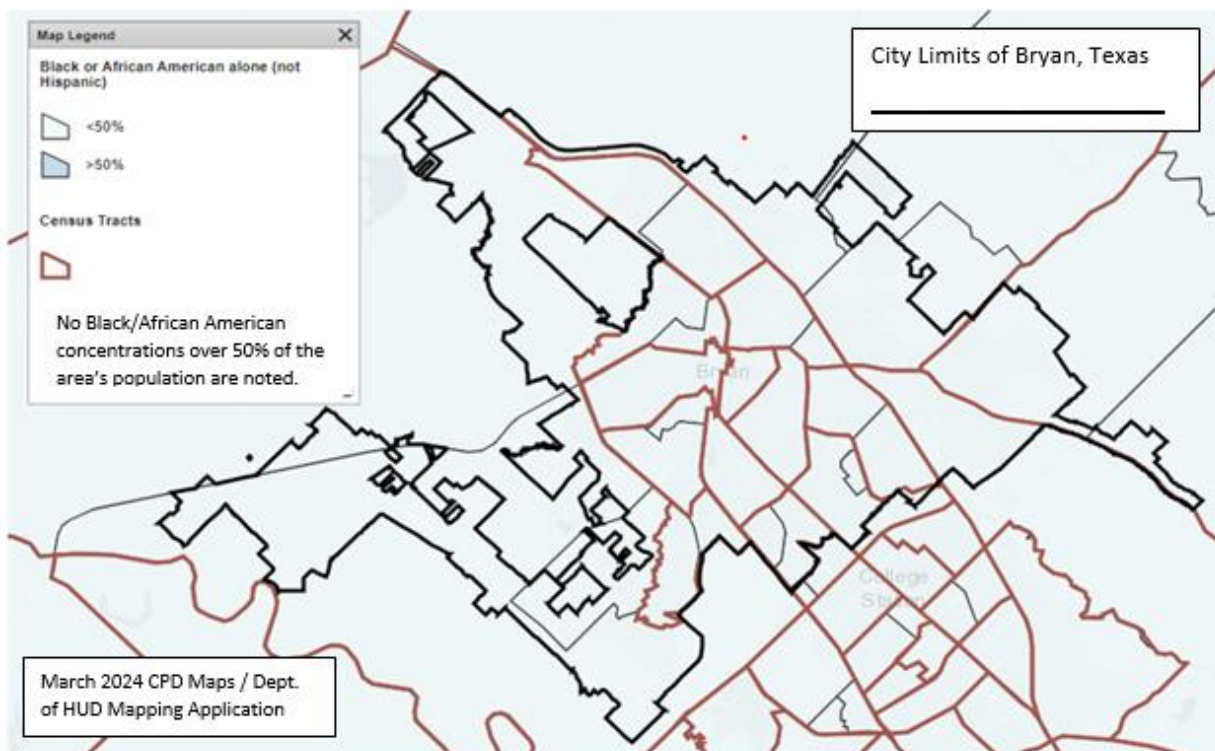 Map Legend
Black or African American alone (not
Hispanic)
<50%
>50%
Census Tracts
No Black/African American
concentrations over 50% of the
area's population are noted.
City Limits of Bryan, Texas
Bryan
College
Station
March 2024 CPD Maps / Dept.
of HUD Mapping Application